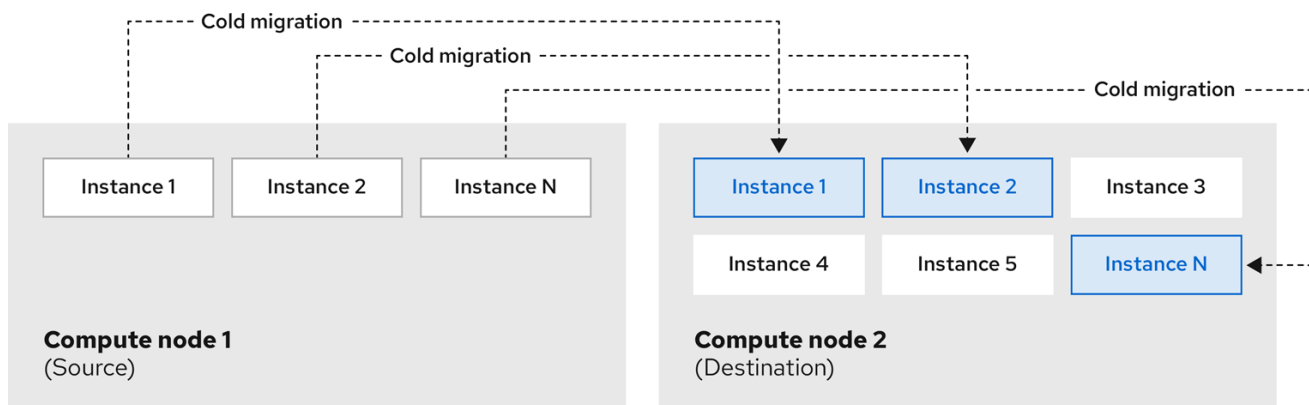 Cold migration
Cold migration
Cold migration
Instance 1
Instance 2
Instance N
Instance 1
Instance 2
Instance 3
Instance 4
Instance 5
Instance N
Compute node 1
(Source)
Compute node 2
(Destination)